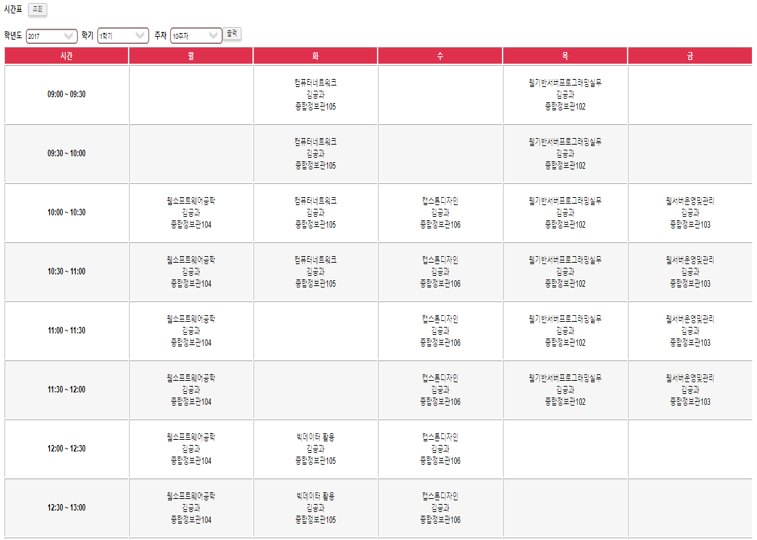 시간표 조회
학년도 2017 학기 1학기 주차 10주차 출력
시간 월 화 수 목 금
09:00 ~ 09:30
컴퓨터네트워크
김공과
종합정보관105
웹기반서버프로그래밍실무
김공과
종합정보관102
09:30 ~ 10:00
컴퓨터네트워크
김공과
종합정보관105
웹기반서버프로그래밍실무
김공과
종합정보관102
10:00 ~ 10:30
웹소프트웨어공학
김공과
종합정보관104
컴퓨터네트워크
김공과
종합정보관105
캡스톤디자인
김공과
종합정보관106
웹기반서버프로그래밍실무
김공과
종합정보관102
웹서버운영및관리
김공과
종합정보관103
10:30 ~ 11:00
웹소프트웨어공학
김공과
종합정보관104
컴퓨터네트워크
김공과
종합정보관105
캡스톤디자인
김공과
종합정보관106
웹기반서버프로그래밍실무
김공과
종합정보관102
웹서버운영및관리
김공과
종합정보관103
11:00 ~ 11:30
웹소프트웨어공학
김공과
종합정보관104
캡스톤디자인
김공과
종합정보관106
웹기반서버프로그래밍실무
김공과
종합정보관102
웹서버운영및관리
김공과
종합정보관103
11:30 ~ 12:00
웹소프트웨어공학
김공과
종합정보관104
캡스톤디자인
김공과
종합정보관106
웹기반서버프로그래밍실무
김공과
종합정보관102
웹서버운영및관리
김공과
종합정보관103
12:00 ~ 12:30
웹소프트웨어공학
김공과
종합정보관104
빅데이터 활용
김공과
종합정보관105
캡스톤디자인
김공과
종합정보관106
12:30 ~ 13:00
웹소프트웨어공학
김공과
종합정보관104
빅데이터 활용
김공과
종합정보관105
캡스톤디자인
김공과
종합정보관106